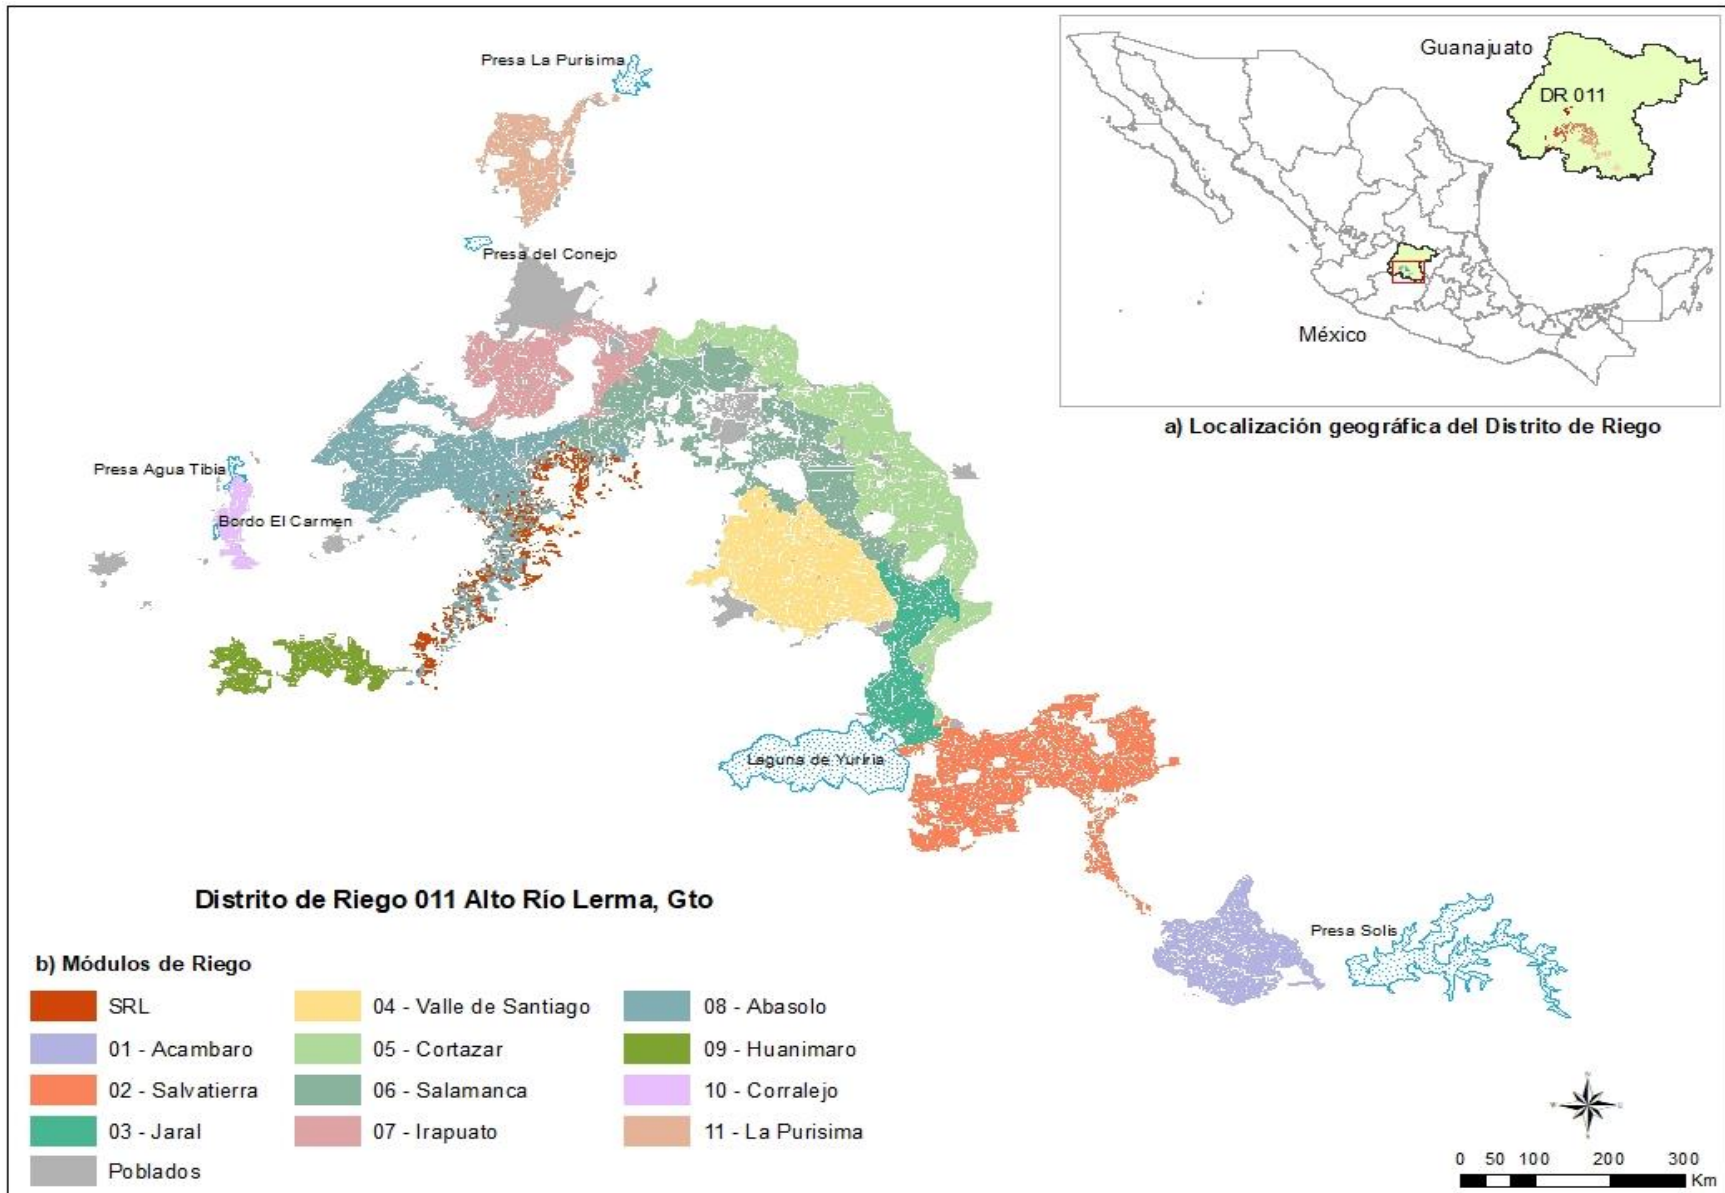 Presa La Purisima
Guanajuato
DR 011
México
a) Localización geográfica del Distrito de Riego
Presa del Conejo
Presa Agua Tibia
Bordo El Carmen
Laguna de Yuriria
Presa Solis
Distrito de Riego 011 Alto Río Lerma, Gto
b) Módulos de Riego
SRL
04 - Valle de Santiago
08 - Abasolo
01 - Acambaro
05 - Cortazar
09 - Huanimaro
02 - Salvatierra
06 - Salamanca
10 - Corralejo
03 - Jaral
07 - Irapuato
11 - La Purisima
Poblados
0 50 100 200 300
Km